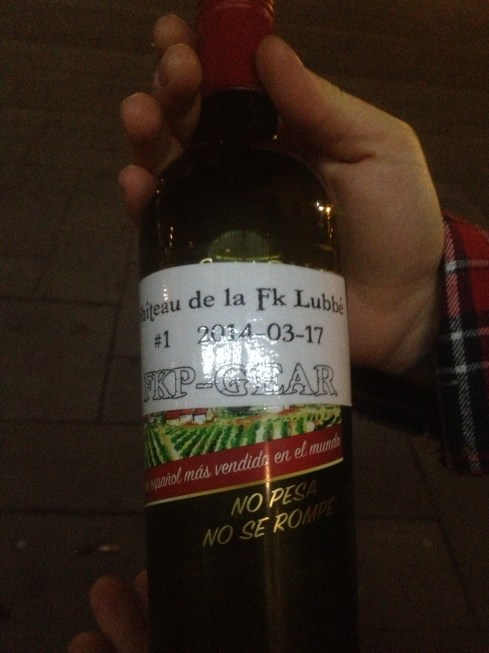 de la Fk Lubbé
#1 2014-03-17
FKP-GEAR
español más vendido en el mundo
NO PESA
NO SE ROMPE